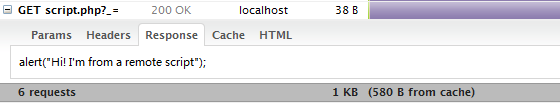 GET script.php?_= 200 OK localhost 38 B
Params Headers Response Cache HTML
alert("Hi! I'm from a remote script");
6 requests 1 KB (580 B from cache)